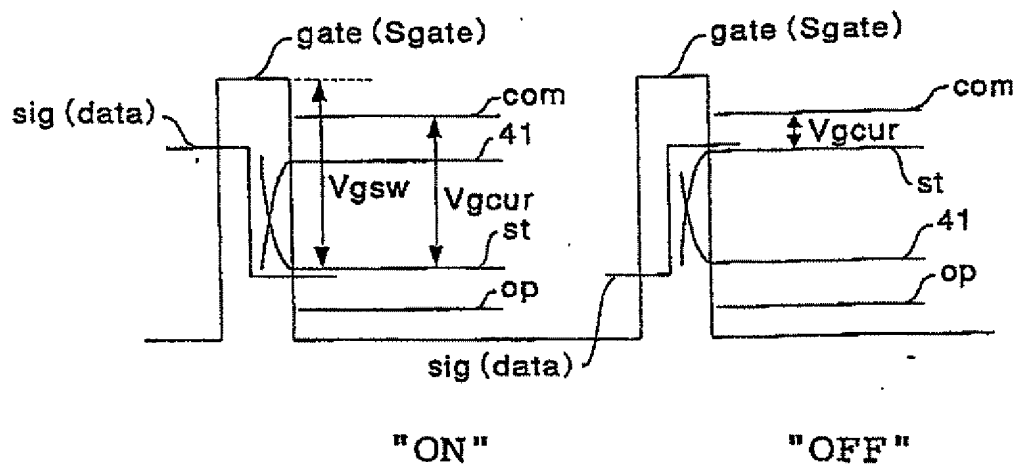 gate (Sgate)
gate (Sgate)
sig (data)
com
com
41
Vgcur
Vgsw
Vgcur
st
st
41
op
op
sig (data)
"ON"
"OFF"